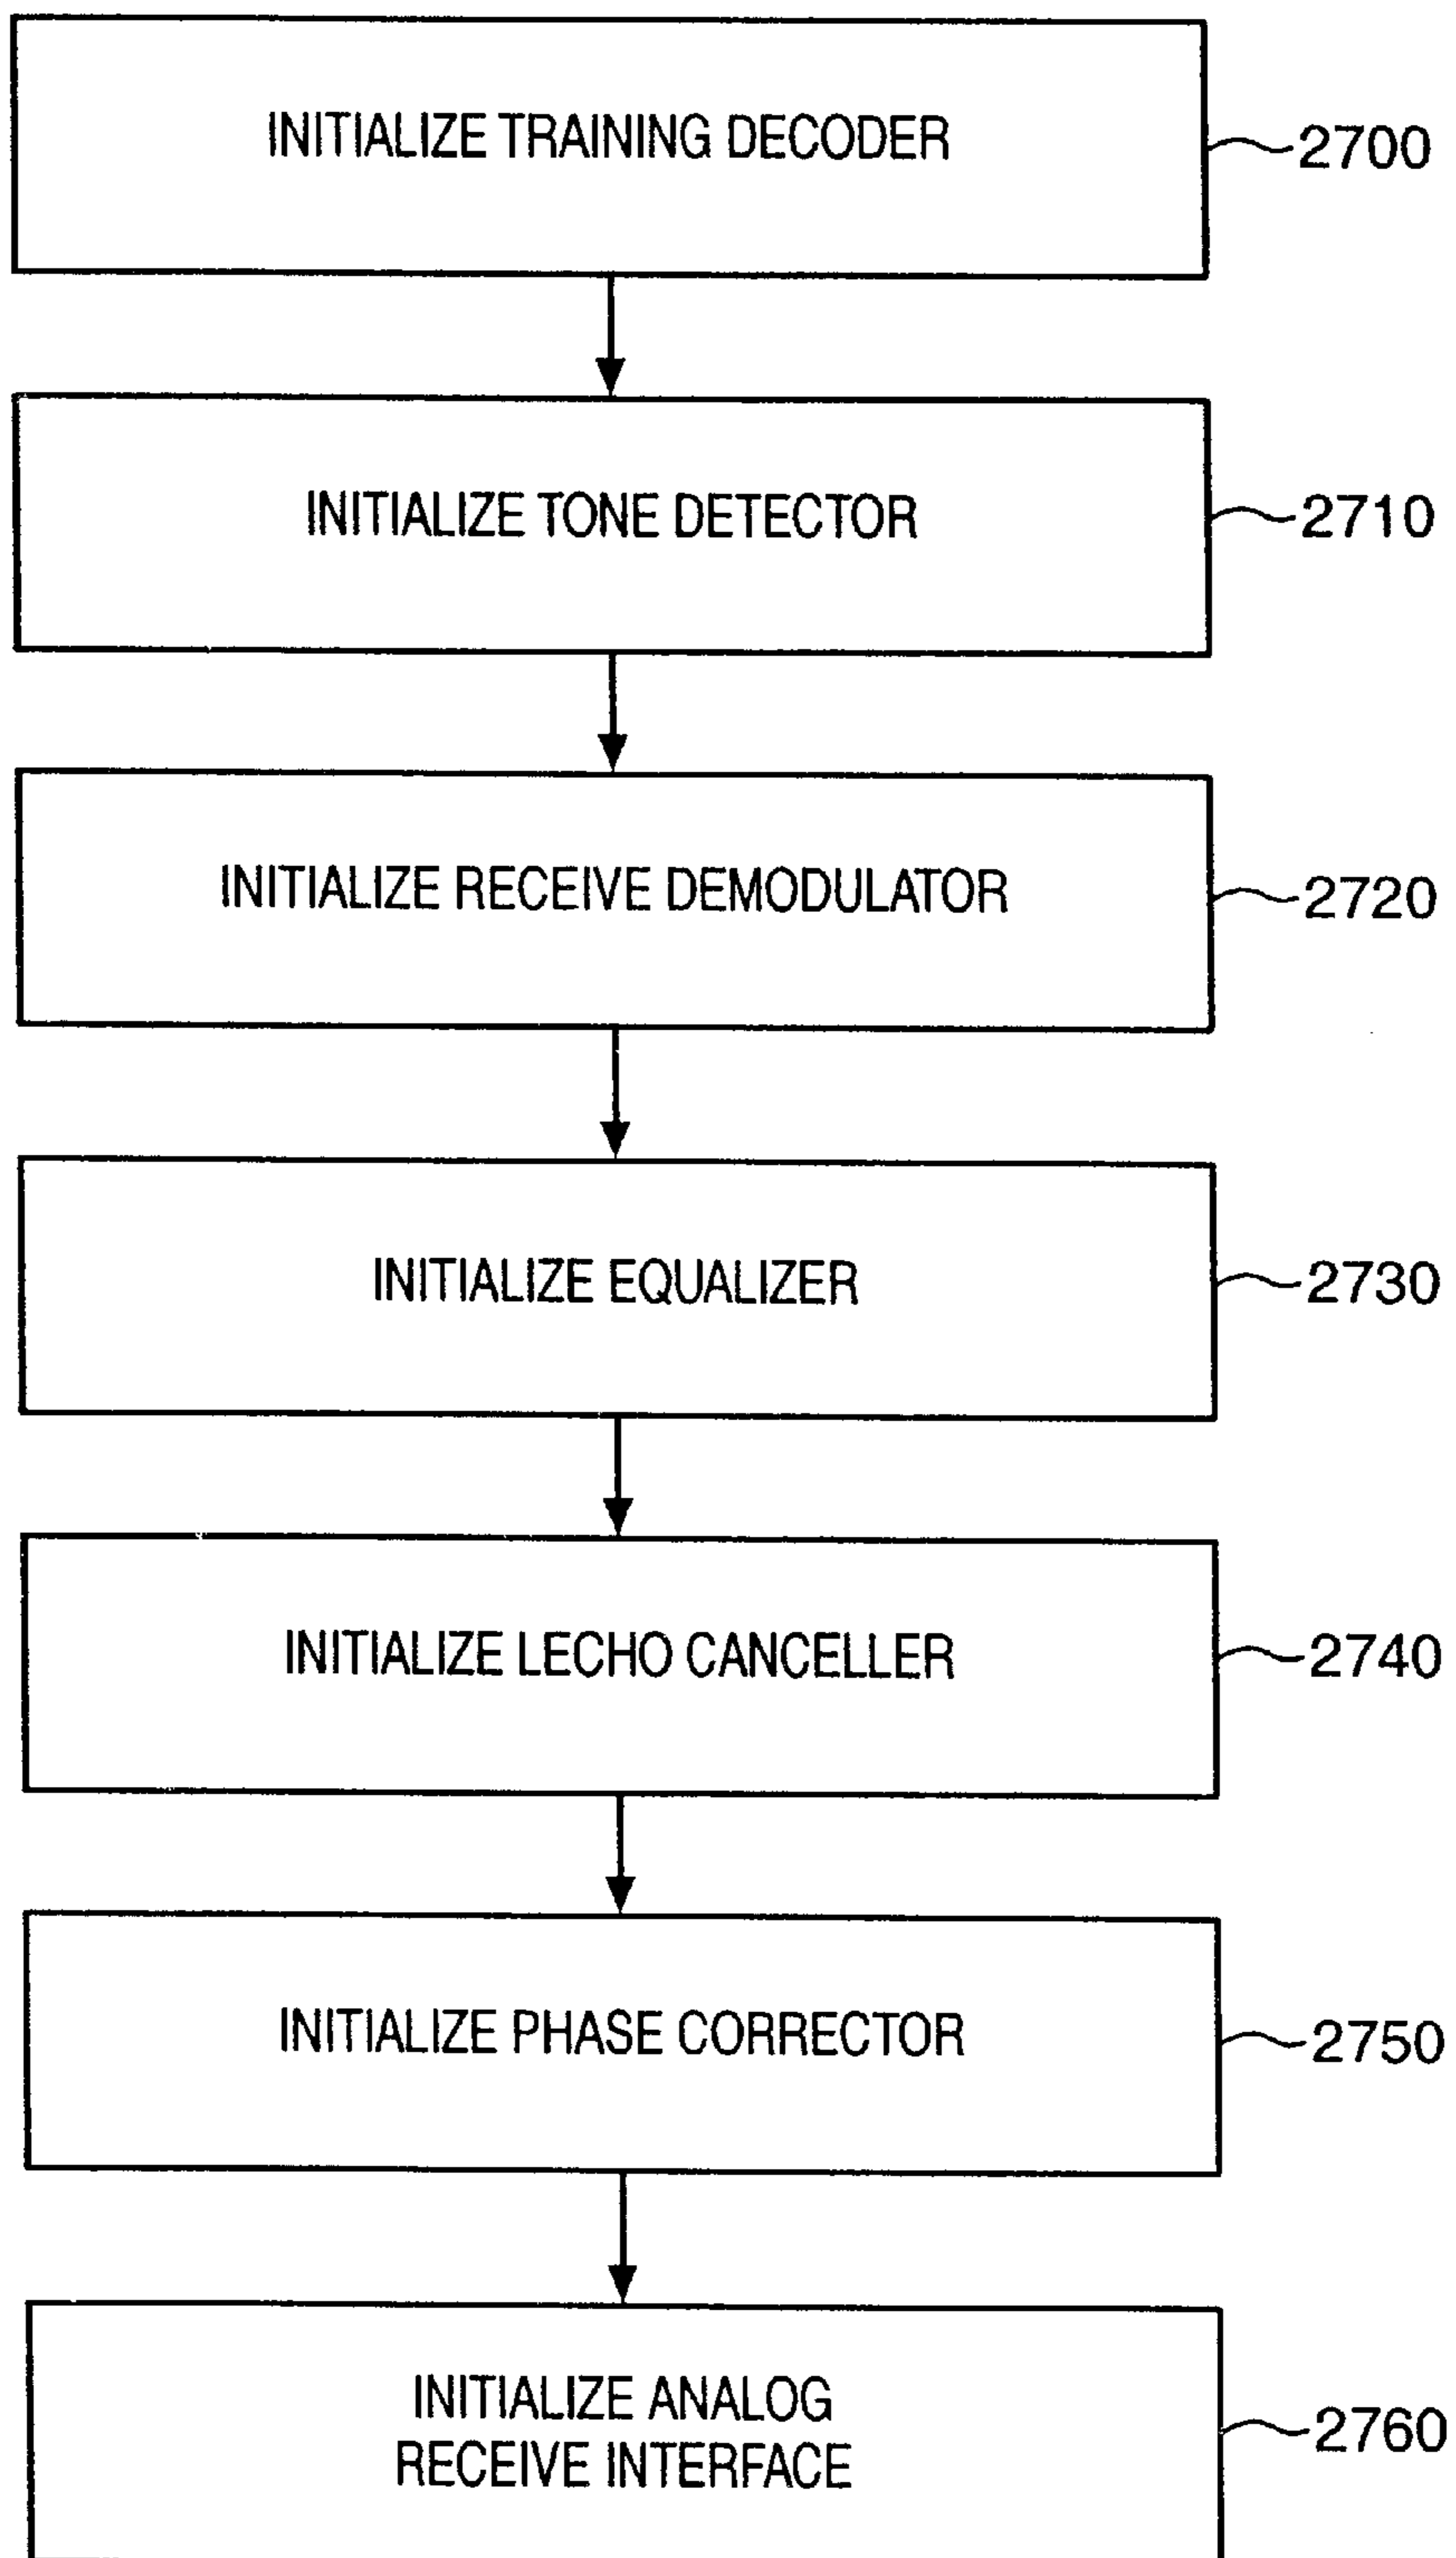 INITIALIZE TRAINING DECODER
2700
INITIALIZE TONE DETECTOR
2710
INITIALIZE RECEIVE DEMODULATOR
2720
INITIALIZE EQUALIZER
2730
INITIALIZE LECHO CANCELLER
2740
INITIALIZE PHASE CORRECTOR
2750
INITIALIZE ANALOG
RECEIVE INTERFACE
2760